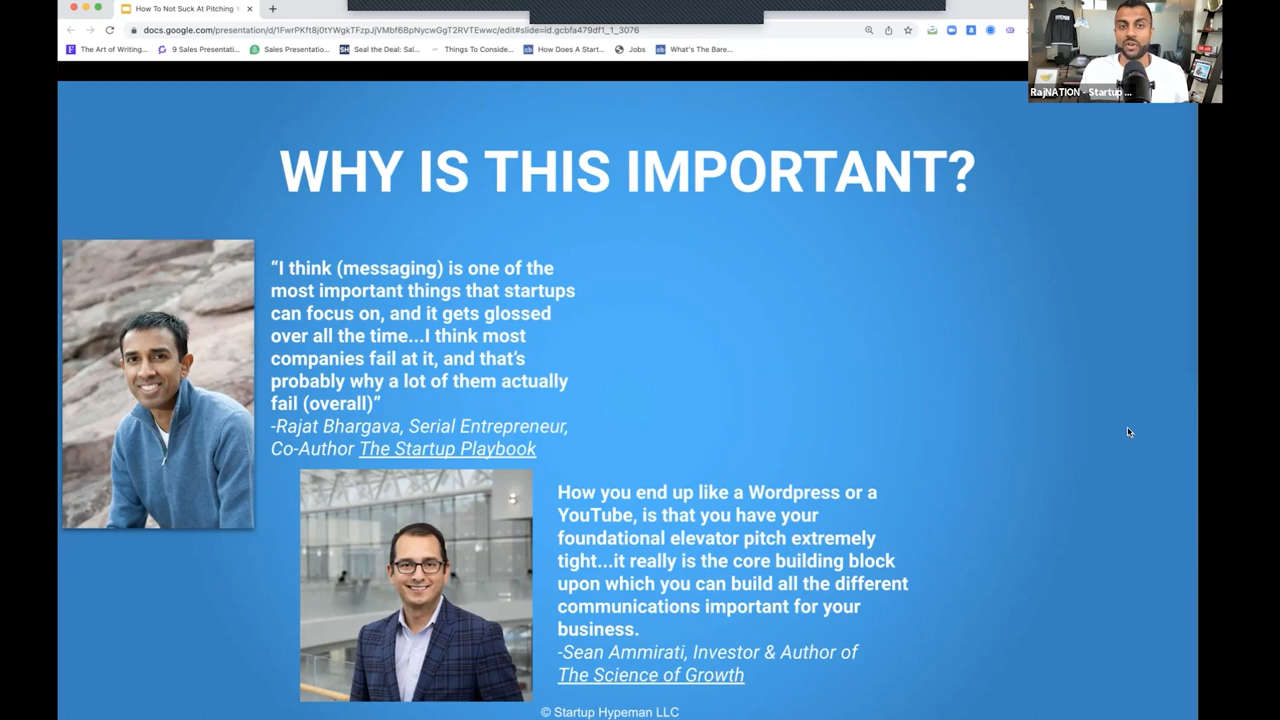 How To Not Suck At Pitching Y
docs.google.com/presentation/d/1FwrPKft8j0tYWgkTFzpJjVMbf6BpNycwGgT2RVTEwwc/edit#slide=id.gcbfa479df1_1_3076
The Art of Writing... 9 Sales Presentati... Sales Presentatio... Seal the Deal: Sal... Things To Conside... How Does A Start... Jobs What's The Bare...
HYPEMAN
RajNATION - Startup ...
WHY IS THIS IMPORTANT?
“I think (messaging) is one of the
most important things that startups
can focus on, and it gets glossed
over all the time...I think most
companies fail at it, and that’s
probably why a lot of them actually
fail (overall)”
-Rajat Bhargava, Serial Entrepreneur,
Co-Author The Startup Playbook
How you end up like a Wordpress or a
YouTube, is that you have your
foundational elevator pitch extremely
tight...it really is the core building block
upon which you can build all the different
communications important for your
business.
-Sean Ammirati, Investor & Author of
The Science of Growth
© Startup Hypeman LLC